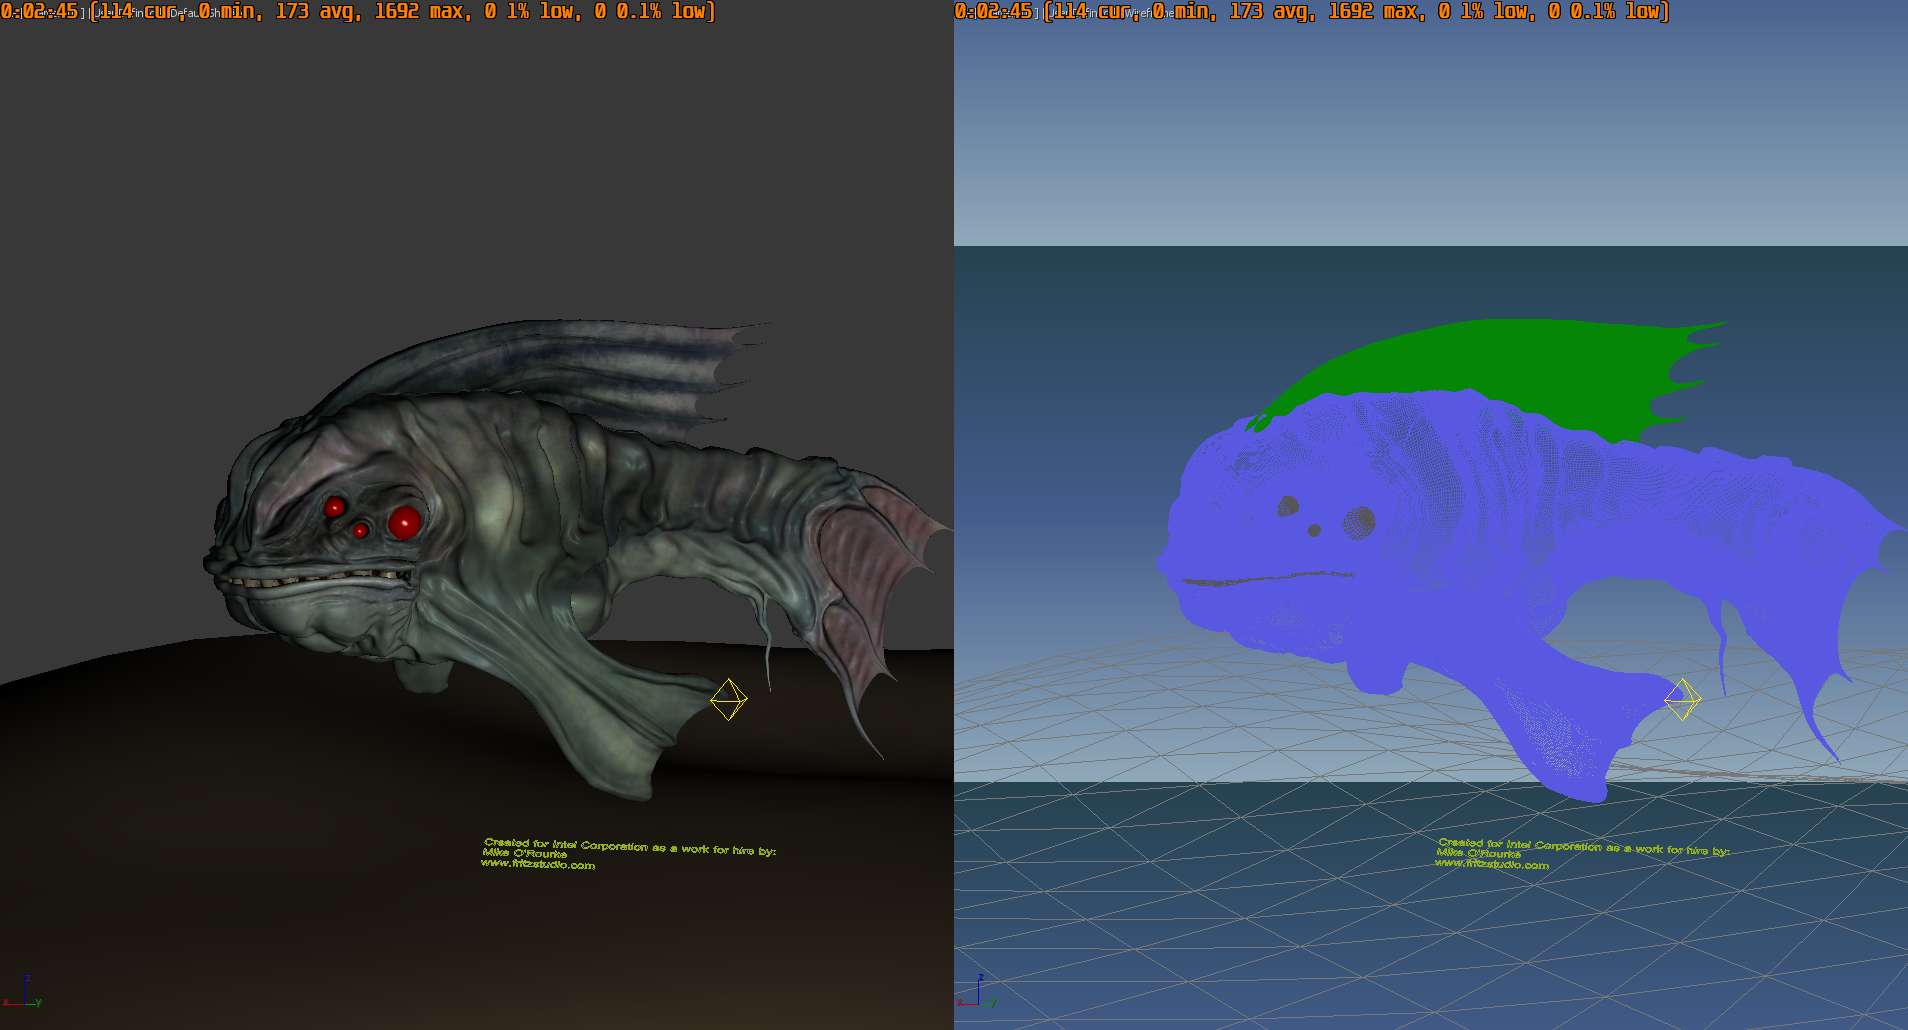 0:02:45 (114 cur, 0 min, 173 avg, 1692 max, 0 1% low, 0 0.1% low)
0:02:45 (114 cur, 0 min, 173 avg, 1692 max, 0 1% low, 0 0.1% low)
Created for Intel Corporation as a work for hire by:
Mike O'Rourke
www.fritzstudio.com
Created for Intel Corporation as a work for hire by:
Mike O'Rourke
www.fritzstudio.com
z
x y
z
x y